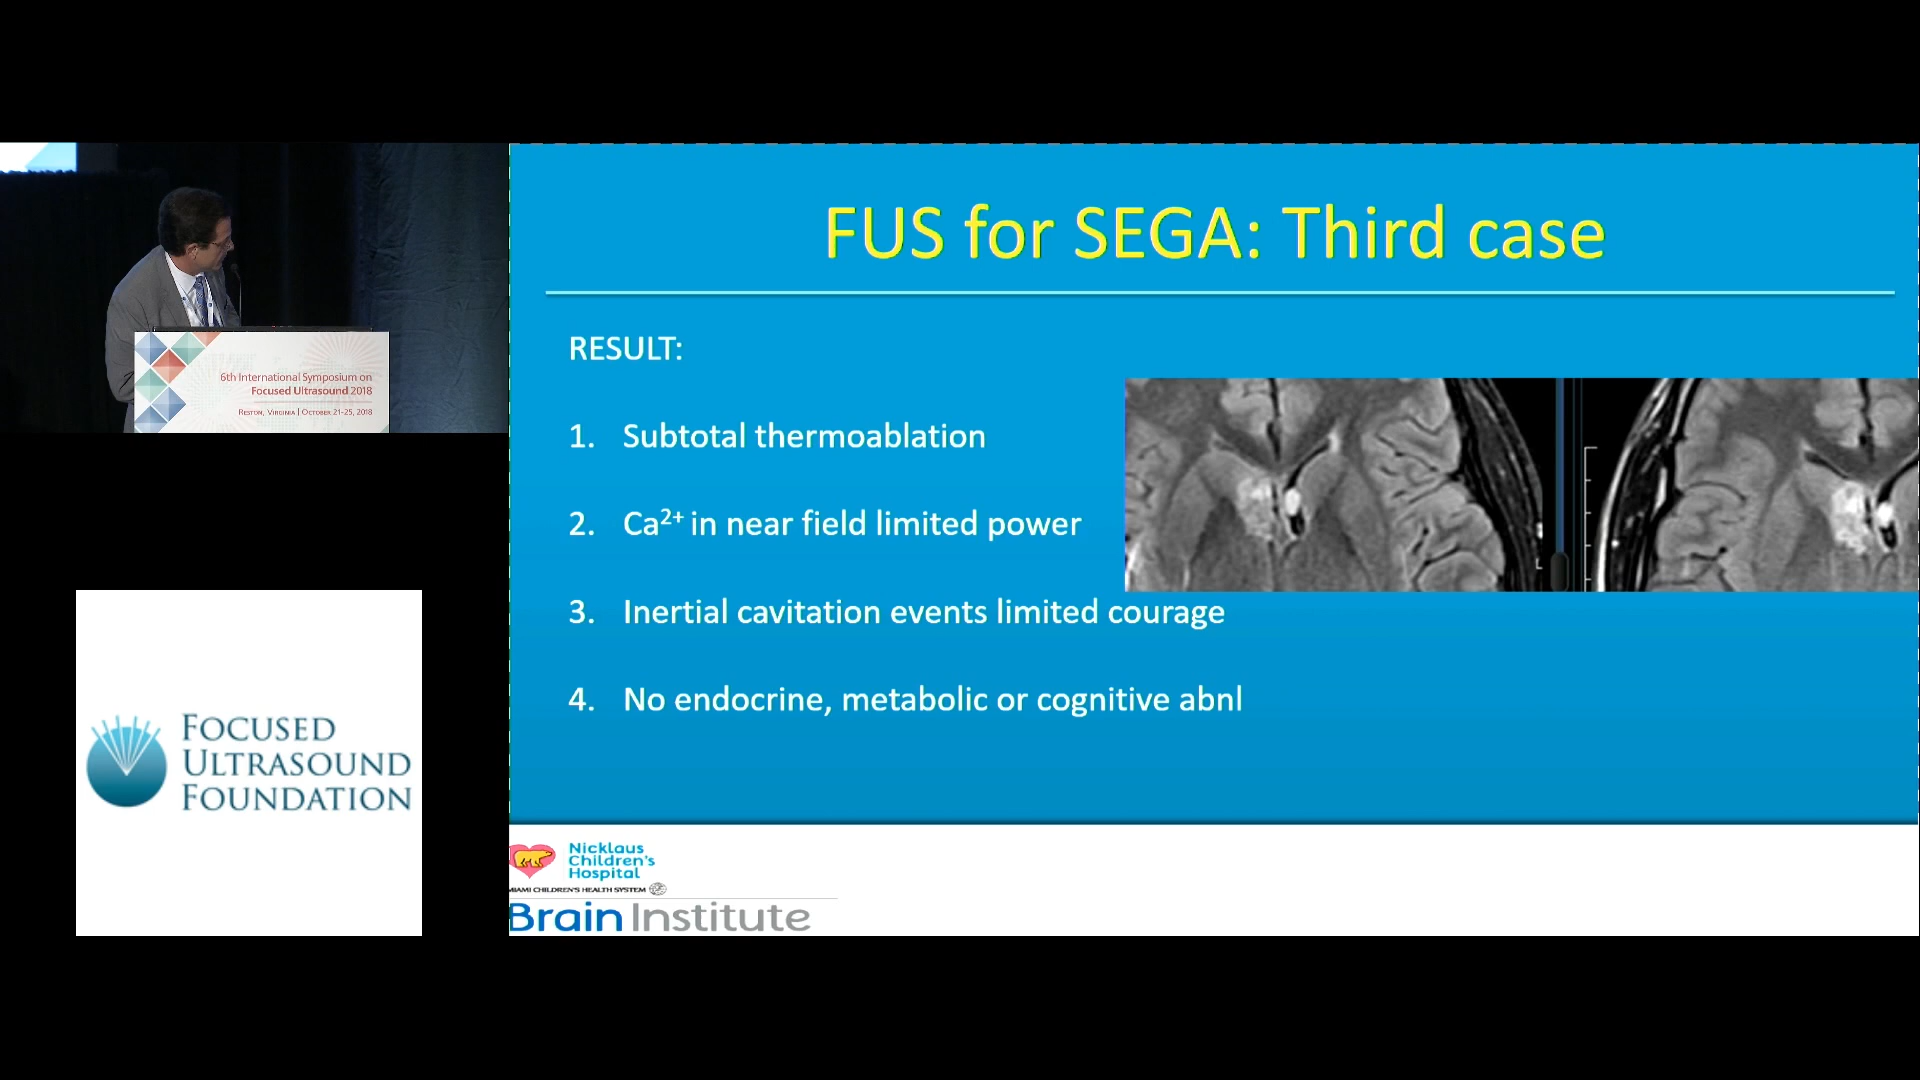 6th International Symposium on
Focused Ultrasound 2018
Reston, Virginia | October 21-25, 2018
Focused
Ultrasound
Foundation
FUS for SEGA: Third case
RESULT:
1. Subtotal thermoablation
2. Ca²⁺ in near field limited power
3. Inertial cavitation events limited courage
4. No endocrine, metabolic or cognitive abnl
Nicklaus
Children's
Hospital
MIAMI CHILDREN'S HEALTH SYSTEM
Brain Institute